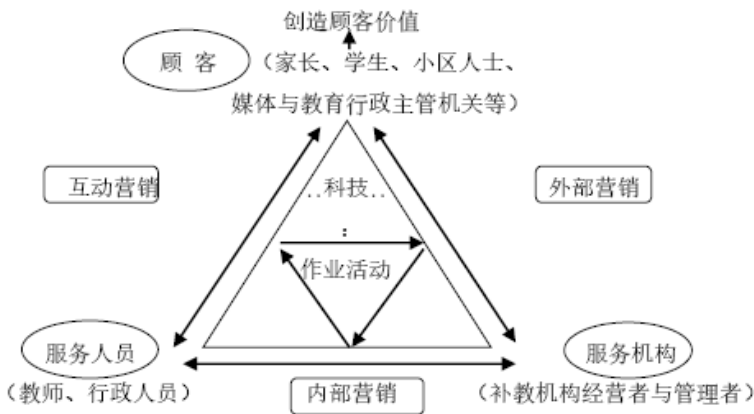 创造顾客价值
顾 客 （家长、学生、小区人士、
媒体与教育行政主管机关等）
互动营销
..科技..
外部营销
:
作业活动
服务人员
服务机构
（教师、行政人员）
内部营销
（补教机构经营者与管理者）